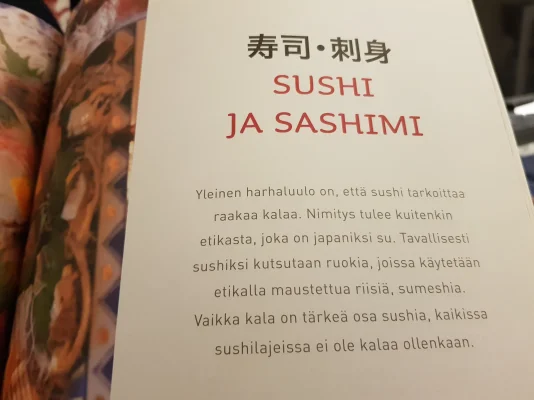 寿司・刺身
SUSHI
JA SASHIMI
Yleinen harhaluulo on, että sushi tarkoittaa
raakaa kalaa. Nimitys tulee kuitenkin
etikasta, joka on japaniksi su. Tavallisesti
sushiksi kutsutaan ruokia, joissa käytetään
etikalla maustettua riisiä, sumeshia.
Vaikka kala on tärkeä osa sushia, kaikissa
sushilajeissa ei ole kalaa ollenkaan.